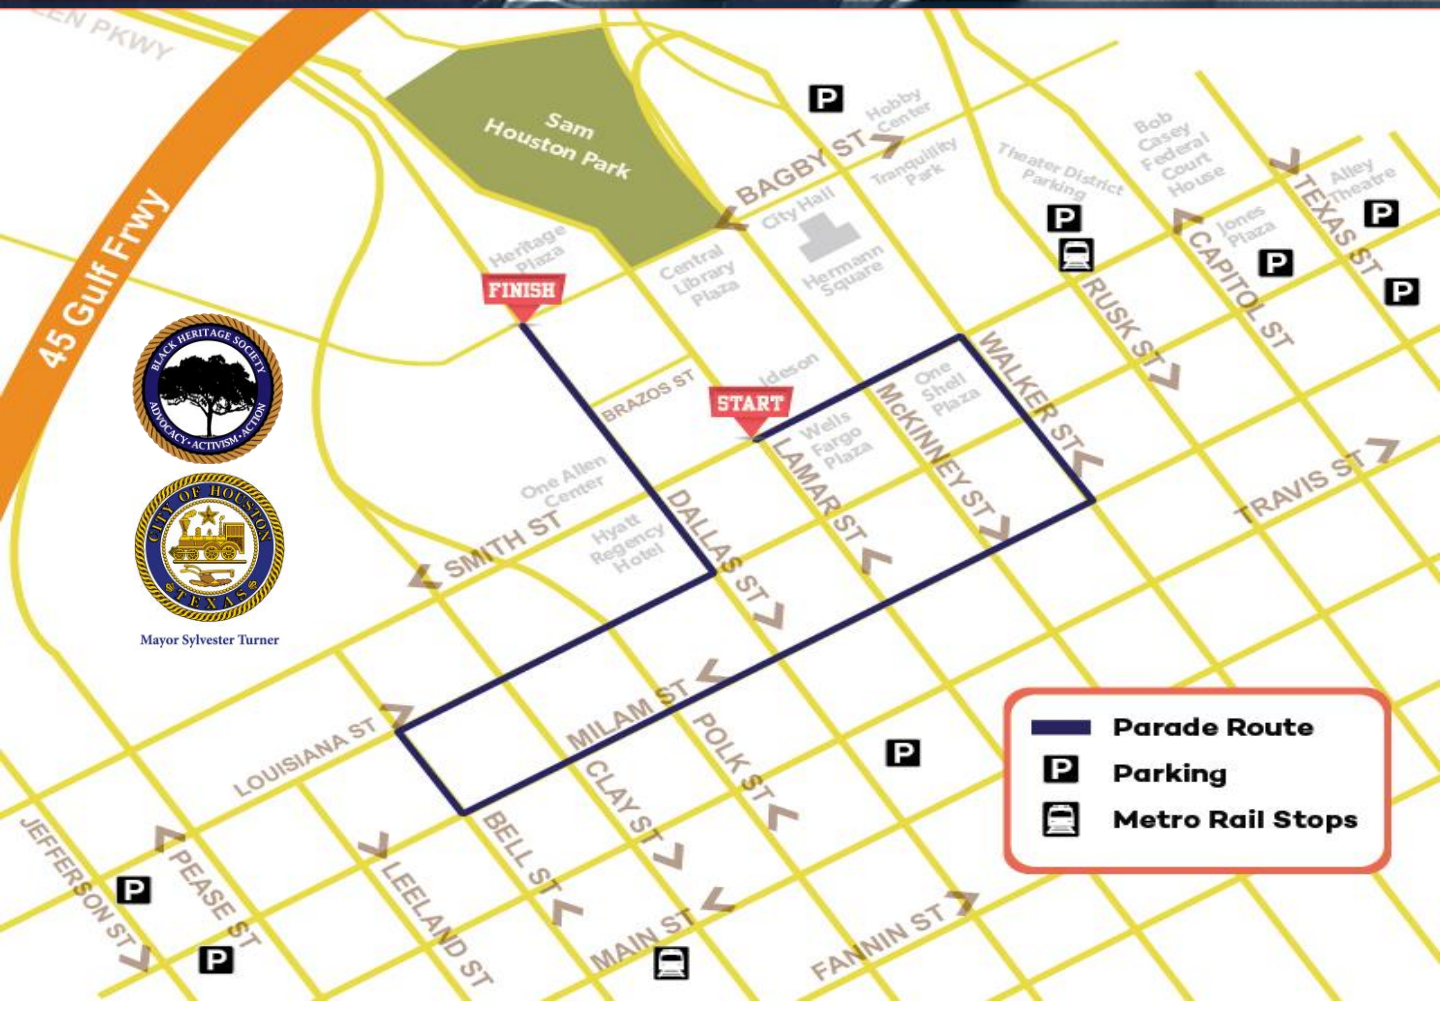 EN PKWY
45 Gulf Frwy
Sam
Houston Park
P
Hobby
Center
BAGBY ST
Tranquility
Park
Theater District
Parking
P
Bob
Casey
Federal
Court
House
Jones
Plaza
P
Alley
Theatre
P
P
TEXAS ST
CAPITOL ST
RUSK ST
City Hall
Hermann
Square
Central
Library
Plaza
Heritage
Plaza
FINISH
START
BRAZOS ST
Ideson
Wells
Fargo
Plaza
One
Shell
Plaza
WALKER ST
McKINNEY ST
LAMAR ST
DALLAS ST
TRAVIS ST
One Allen
Center
Hyatt
Regency
Hotel
SMITH ST
BLACK HERITAGE SOCIETY
ADVOCACY · ACTIVISM · ACTION
CITY OF HOUSTON
TEXAS
Mayor Sylvester Turner
LOUISIANA ST
MILAM ST
POLK ST
CLAY ST
BELL ST
LEELAND ST
PEASE ST
JEFFERSON ST
P
P
P
MAIN ST
FANNIN ST
Parade Route
P Parking
Metro Rail Stops